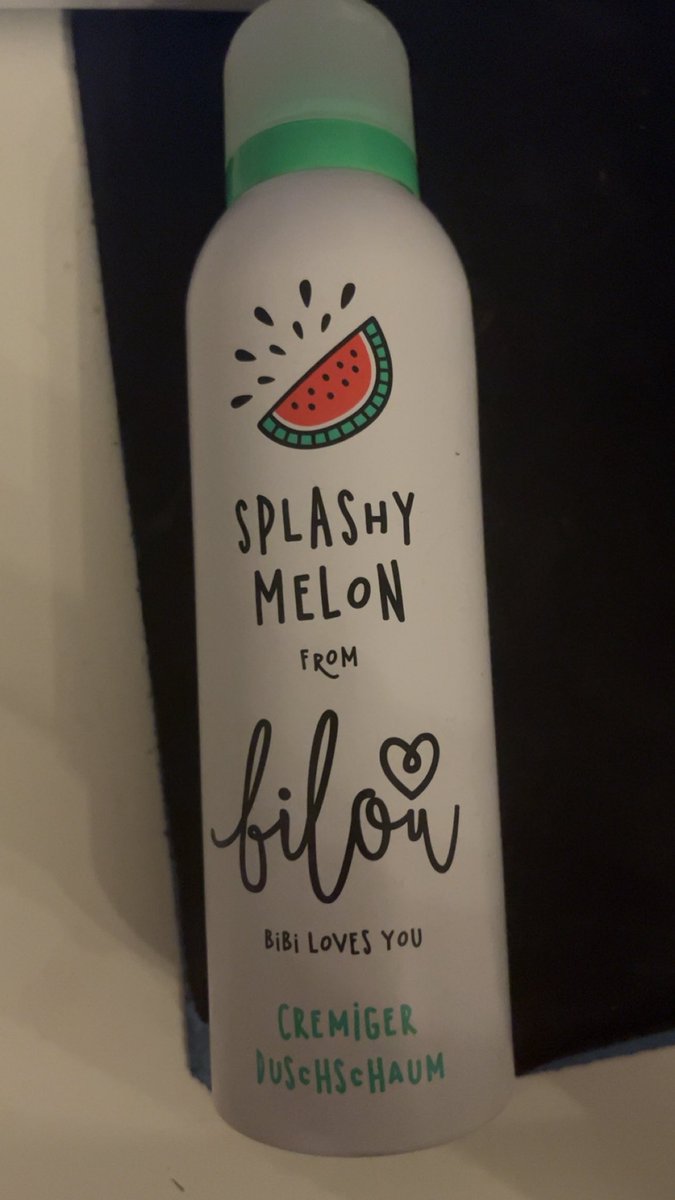 SPLASHY
MELON
FROM
bilou
BiBi LOVES YOU
CREMiGER
DUSCHSCHAUM